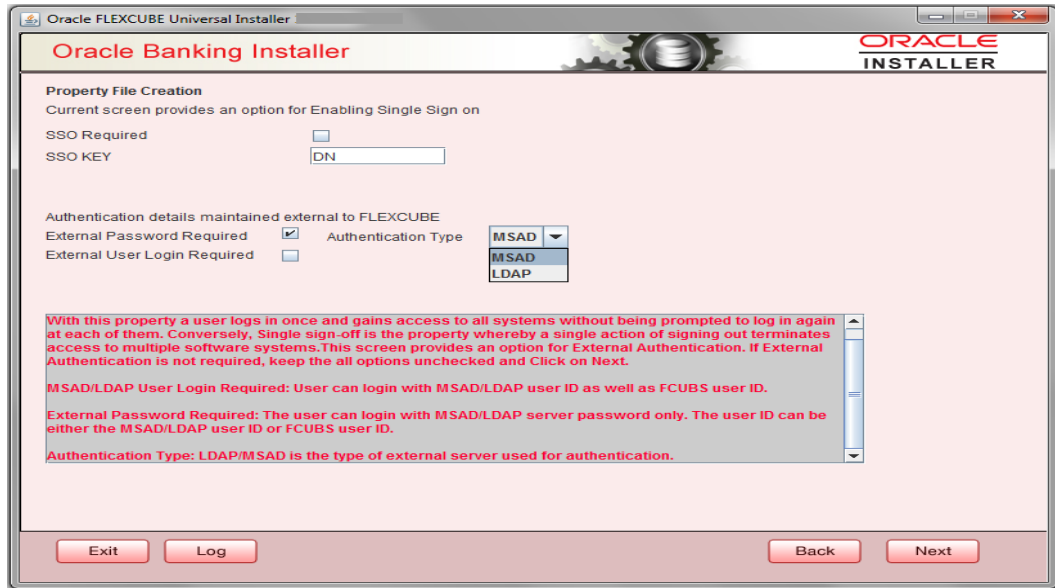 Oracle FLEXCUBE Universal Installer
Oracle Banking Installer
ORACLE
INSTALLER
Property File Creation
Current screen provides an option for Enabling Single Sign on
SSO Required
SSO KEY DN
Authentication details maintained external to FLEXCUBE
External Password Required Authentication Type MSAD
External User Login Required MSAD
LDAP
With this property a user logs in once and gains access to all systems without being prompted to log in again
at each of them. Conversely, Single sign-off is the property whereby a single action of signing out terminates
access to multiple software systems.This screen provides an option for External Authentication. If External
Authentication is not required, keep the all options unchecked and Click on Next.
MSAD/LDAP User Login Required: User can login with MSAD/LDAP user ID as well as FCUBS user ID.
External Password Required: The user can login with MSAD/LDAP server password only. The user ID can be
either the MSAD/LDAP user ID or FCUBS user ID.
Authentication Type: LDAP/MSAD is the type of external server used for authentication.
Exit Log Back Next